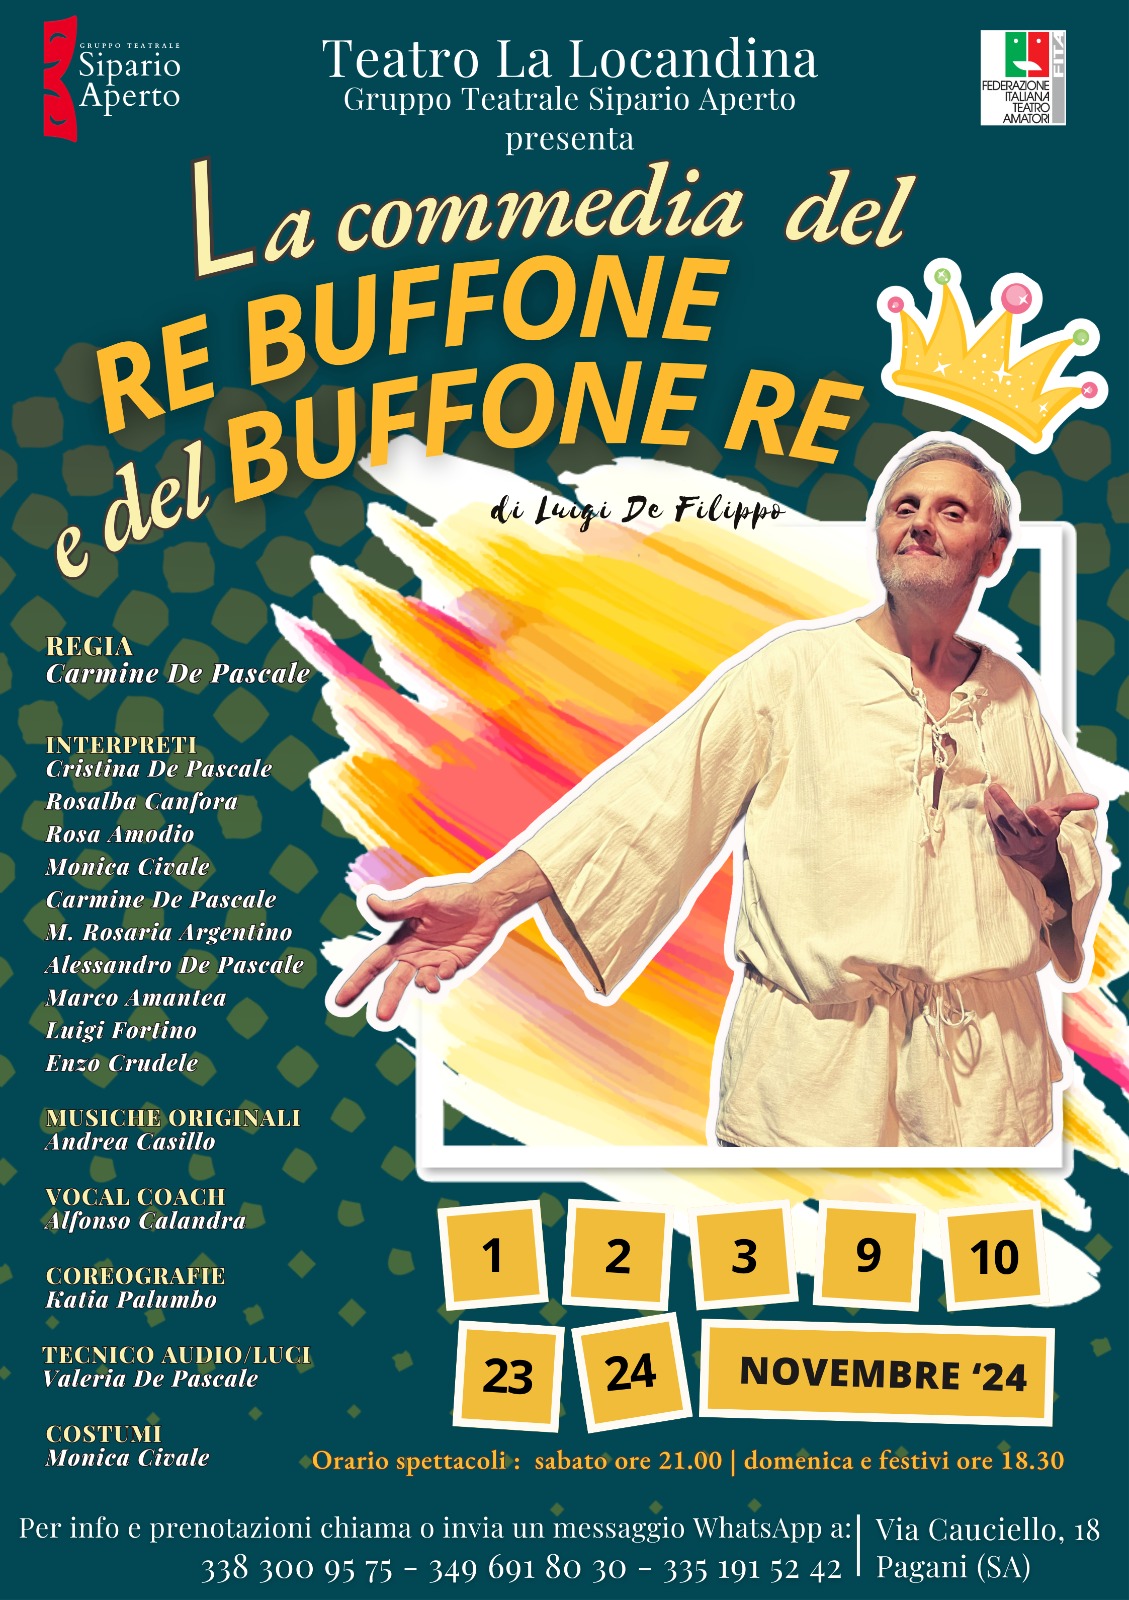 GRUPPO TEATRALE
Sipario
Aperto
Teatro La Locandina
Gruppo Teatrale Sipario Aperto
presenta
FITA
FEDERAZIONE
ITALIANA
TEATRO
AMATORI
La commedia del
RE BUFFONE
e del BUFFONE RE
di Luigi De Filippo
REGIA
Carmine De Pascale
INTERPRETI
Cristina De Pascale
Rosalba Canfora
Rosa Amodio
Monica Civale
Carmine De Pascale
M. Rosaria Argentino
Alessandro De Pascale
Marco Amantea
Luigi Fortino
Enzo Crudele
MUSICHE ORIGINALI
Andrea Casillo
VOCAL COACH
Alfonso Calandra
COREOGRAFIE
Katia Palumbo
TECNICO AUDIO/LUCI
Valeria De Pascale
COSTUMI
Monica Civale
1 2 3 9 10
23 24 NOVEMBRE ‘24
Orario spettacoli : sabato ore 21.00 | domenica e festivi ore 18.30
Per info e prenotazioni chiama o invia un messaggio WhatsApp a:
338 300 95 75 - 349 691 80 30 - 335 191 52 42
Via Cauciello, 18
Pagani (SA)